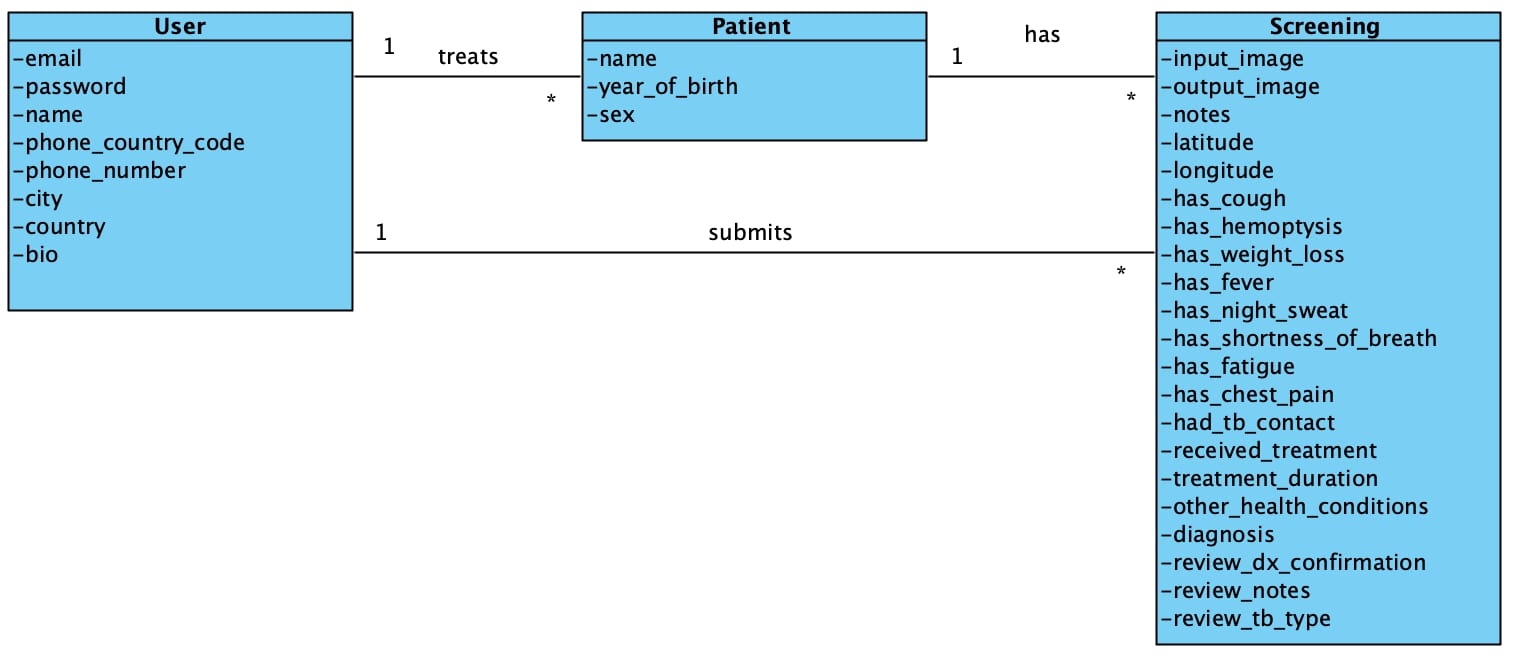 User
-email
-password
-name
-phone_country_code
-phone_number
-city
-country
-bio
1
treats
*
Patient
-name
-year_of_birth
-sex
1
has
*
1
submits
*
Screening
-input_image
-output_image
-notes
-latitude
-longitude
-has_cough
-has_hemoptysis
-has_weight_loss
-has_fever
-has_night_sweat
-has_shortness_of_breath
-has_fatigue
-has_chest_pain
-had_tb_contact
-received_treatment
-treatment_duration
-other_health_conditions
-diagnosis
-review_dx_confirmation
-review_notes
-review_tb_type